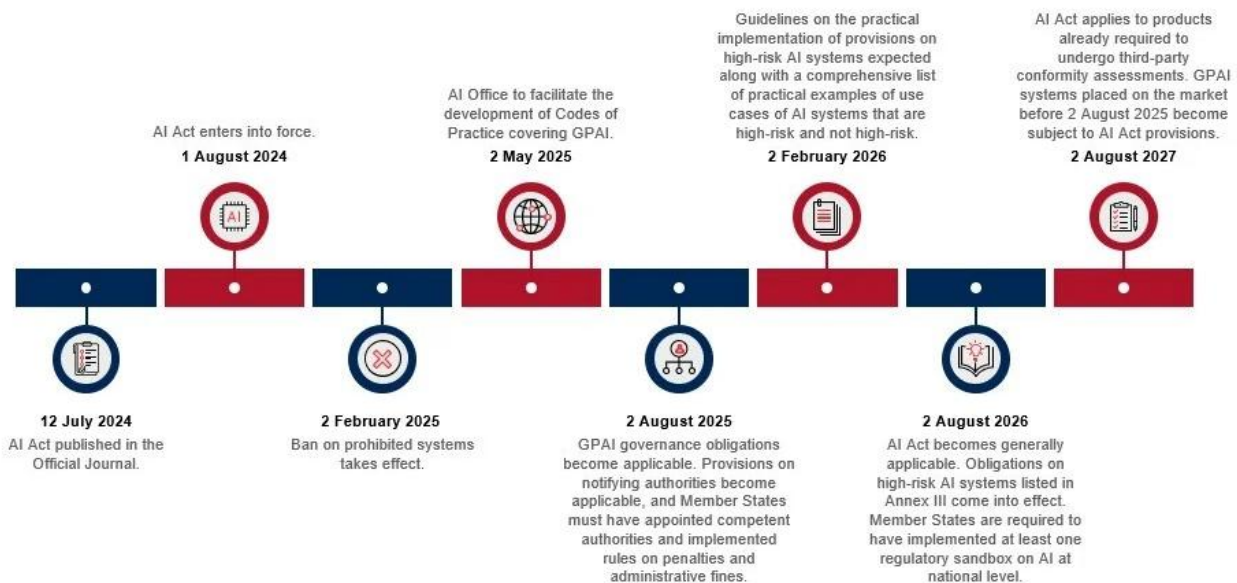 AI Act published in the
Official Journal.
12 July 2024
AI Act enters into force.
1 August 2024
AI
2 February 2025
Ban on prohibited systems
takes effect.
AI Office to facilitate the
development of Codes of
Practice covering GPAI.
2 May 2025
2 August 2025
GPAI governance obligations
become applicable. Provisions on
notifying authorities become
applicable, and Member States
must have appointed competent
authorities and implemented
rules on penalties and
administrative fines.
Guidelines on the practical
implementation of provisions on
high-risk AI systems expected
along with a comprehensive list
of practical examples of use
cases of AI systems that are
high-risk and not high-risk.
2 February 2026
2 August 2026
AI Act becomes generally
applicable. Obligations on
high-risk AI systems listed in
Annex III come into effect.
Member States are required to
have implemented at least one
regulatory sandbox on AI at
national level.
AI Act applies to products
already required to
undergo third-party
conformity assessments. GPAI
systems placed on the market
before 2 August 2025 become
subject to AI Act provisions.
2 August 2027